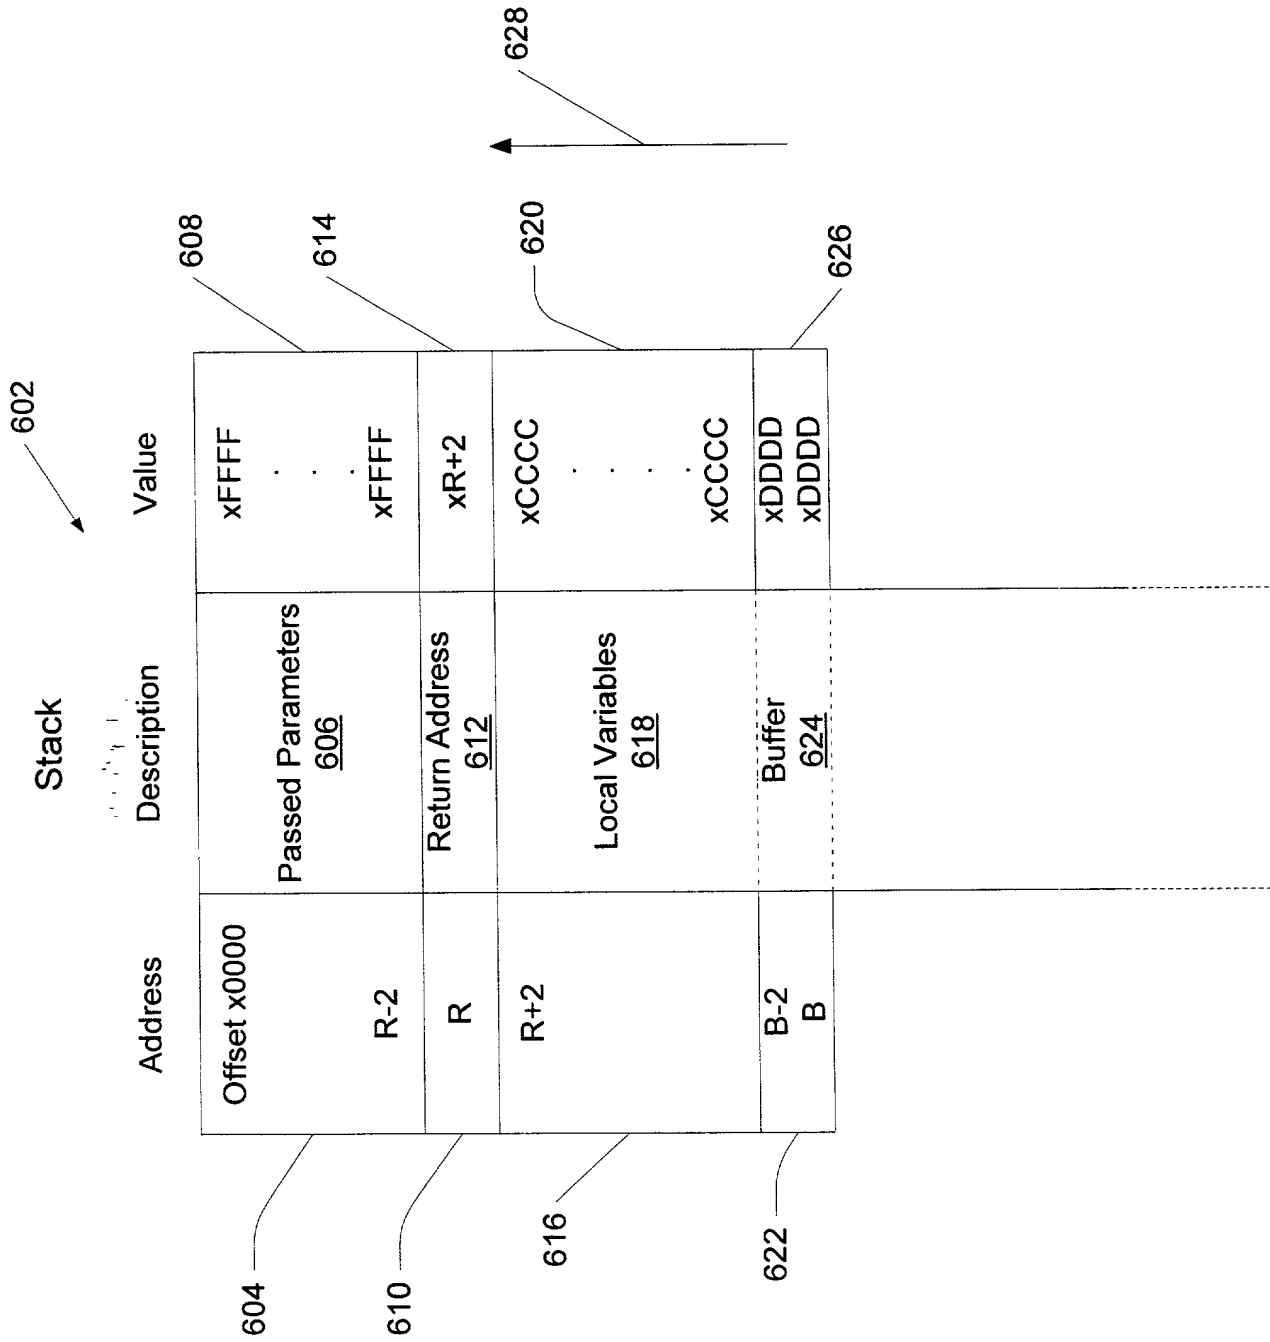 Stack
602
Address
Description
Value
604
Offset x0000
R-2
Passed Parameters
606
xFFFF
. . .
xFFFF
608
610
R
Return Address
612
xR+2
614
616
R+2
Local Variables
618
xCCCC
. . . .
xCCCC
620
622
B-2
B
Buffer
624
xDDDD
xDDDD
626
628